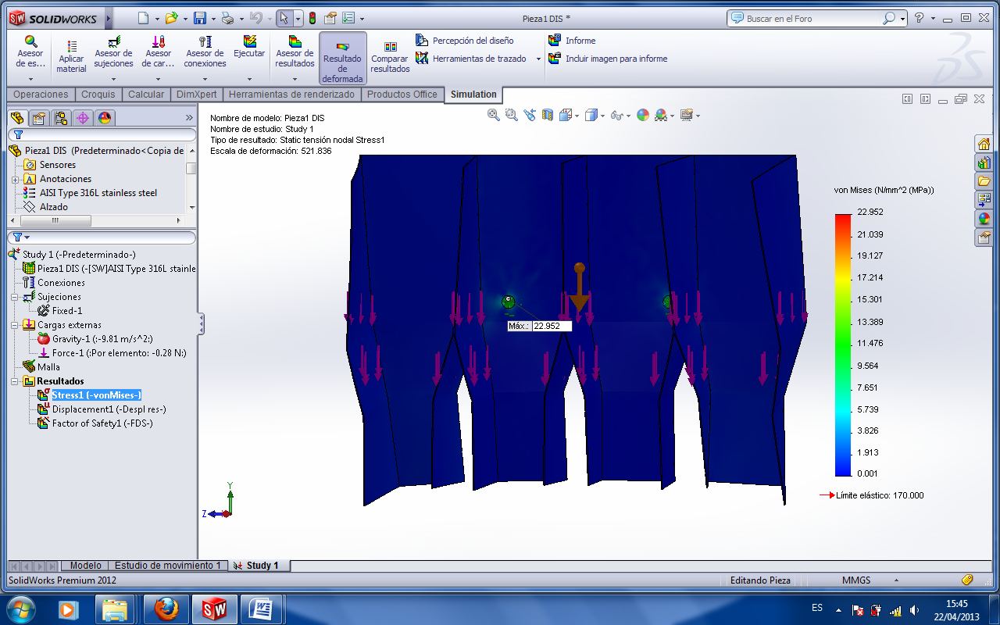 SOLIDWORKS
Pieza1 DIS *
Buscar en el Foro
Asesor de es...
Aplicar material
Asesor de sujeciones
Asesor de car...
Asesor de conexiones
Ejecutar
Asesor de resultados
Resultado de deformada
Comparar resultados
Percepción del diseño
Herramientas de trazado
Informe
Incluir imagen para informe
Operaciones
Croquis
Calcular
DimXpert
Herramientas de renderizado
Productos Office
Simulation
Pieza1 DIS (Predeterminado<Copia de
Sensores
Anotaciones
AISI Type 316L stainless steel
Alzado
Study 1 (-Predeterminado-)
Pieza1 DIS (-[SW]AISI Type 316L stainle
Conexiones
Sujeciones
Fixed-1
Cargas externas
Gravity-1 (:-9.81 m/s^2:)
Force-1 (:Por elemento: -0.28 N:)
Malla
Resultados
Stress1 (-vonMises-)
Displacement1 (-Despl res-)
Factor of Safety1 (-FDS-)
Nombre de modelo: Pieza1 DIS
Nombre de estudio: Study 1
Tipo de resultado: Static tensión nodal Stress1
Escala de deformación: 521.836
Máx.: 22.952
Y
Z
von Mises (N/mm^2 (MPa))
22.952
21.039
19.127
17.214
15.301
13.389
11.476
9.564
7.651
5.739
3.826
1.913
0.001
Límite elástico: 170.000
Modelo
Estudio de movimiento 1
Study 1
SolidWorks Premium 2012
Editando Pieza
MMGS
ES
15:45
22/04/2013